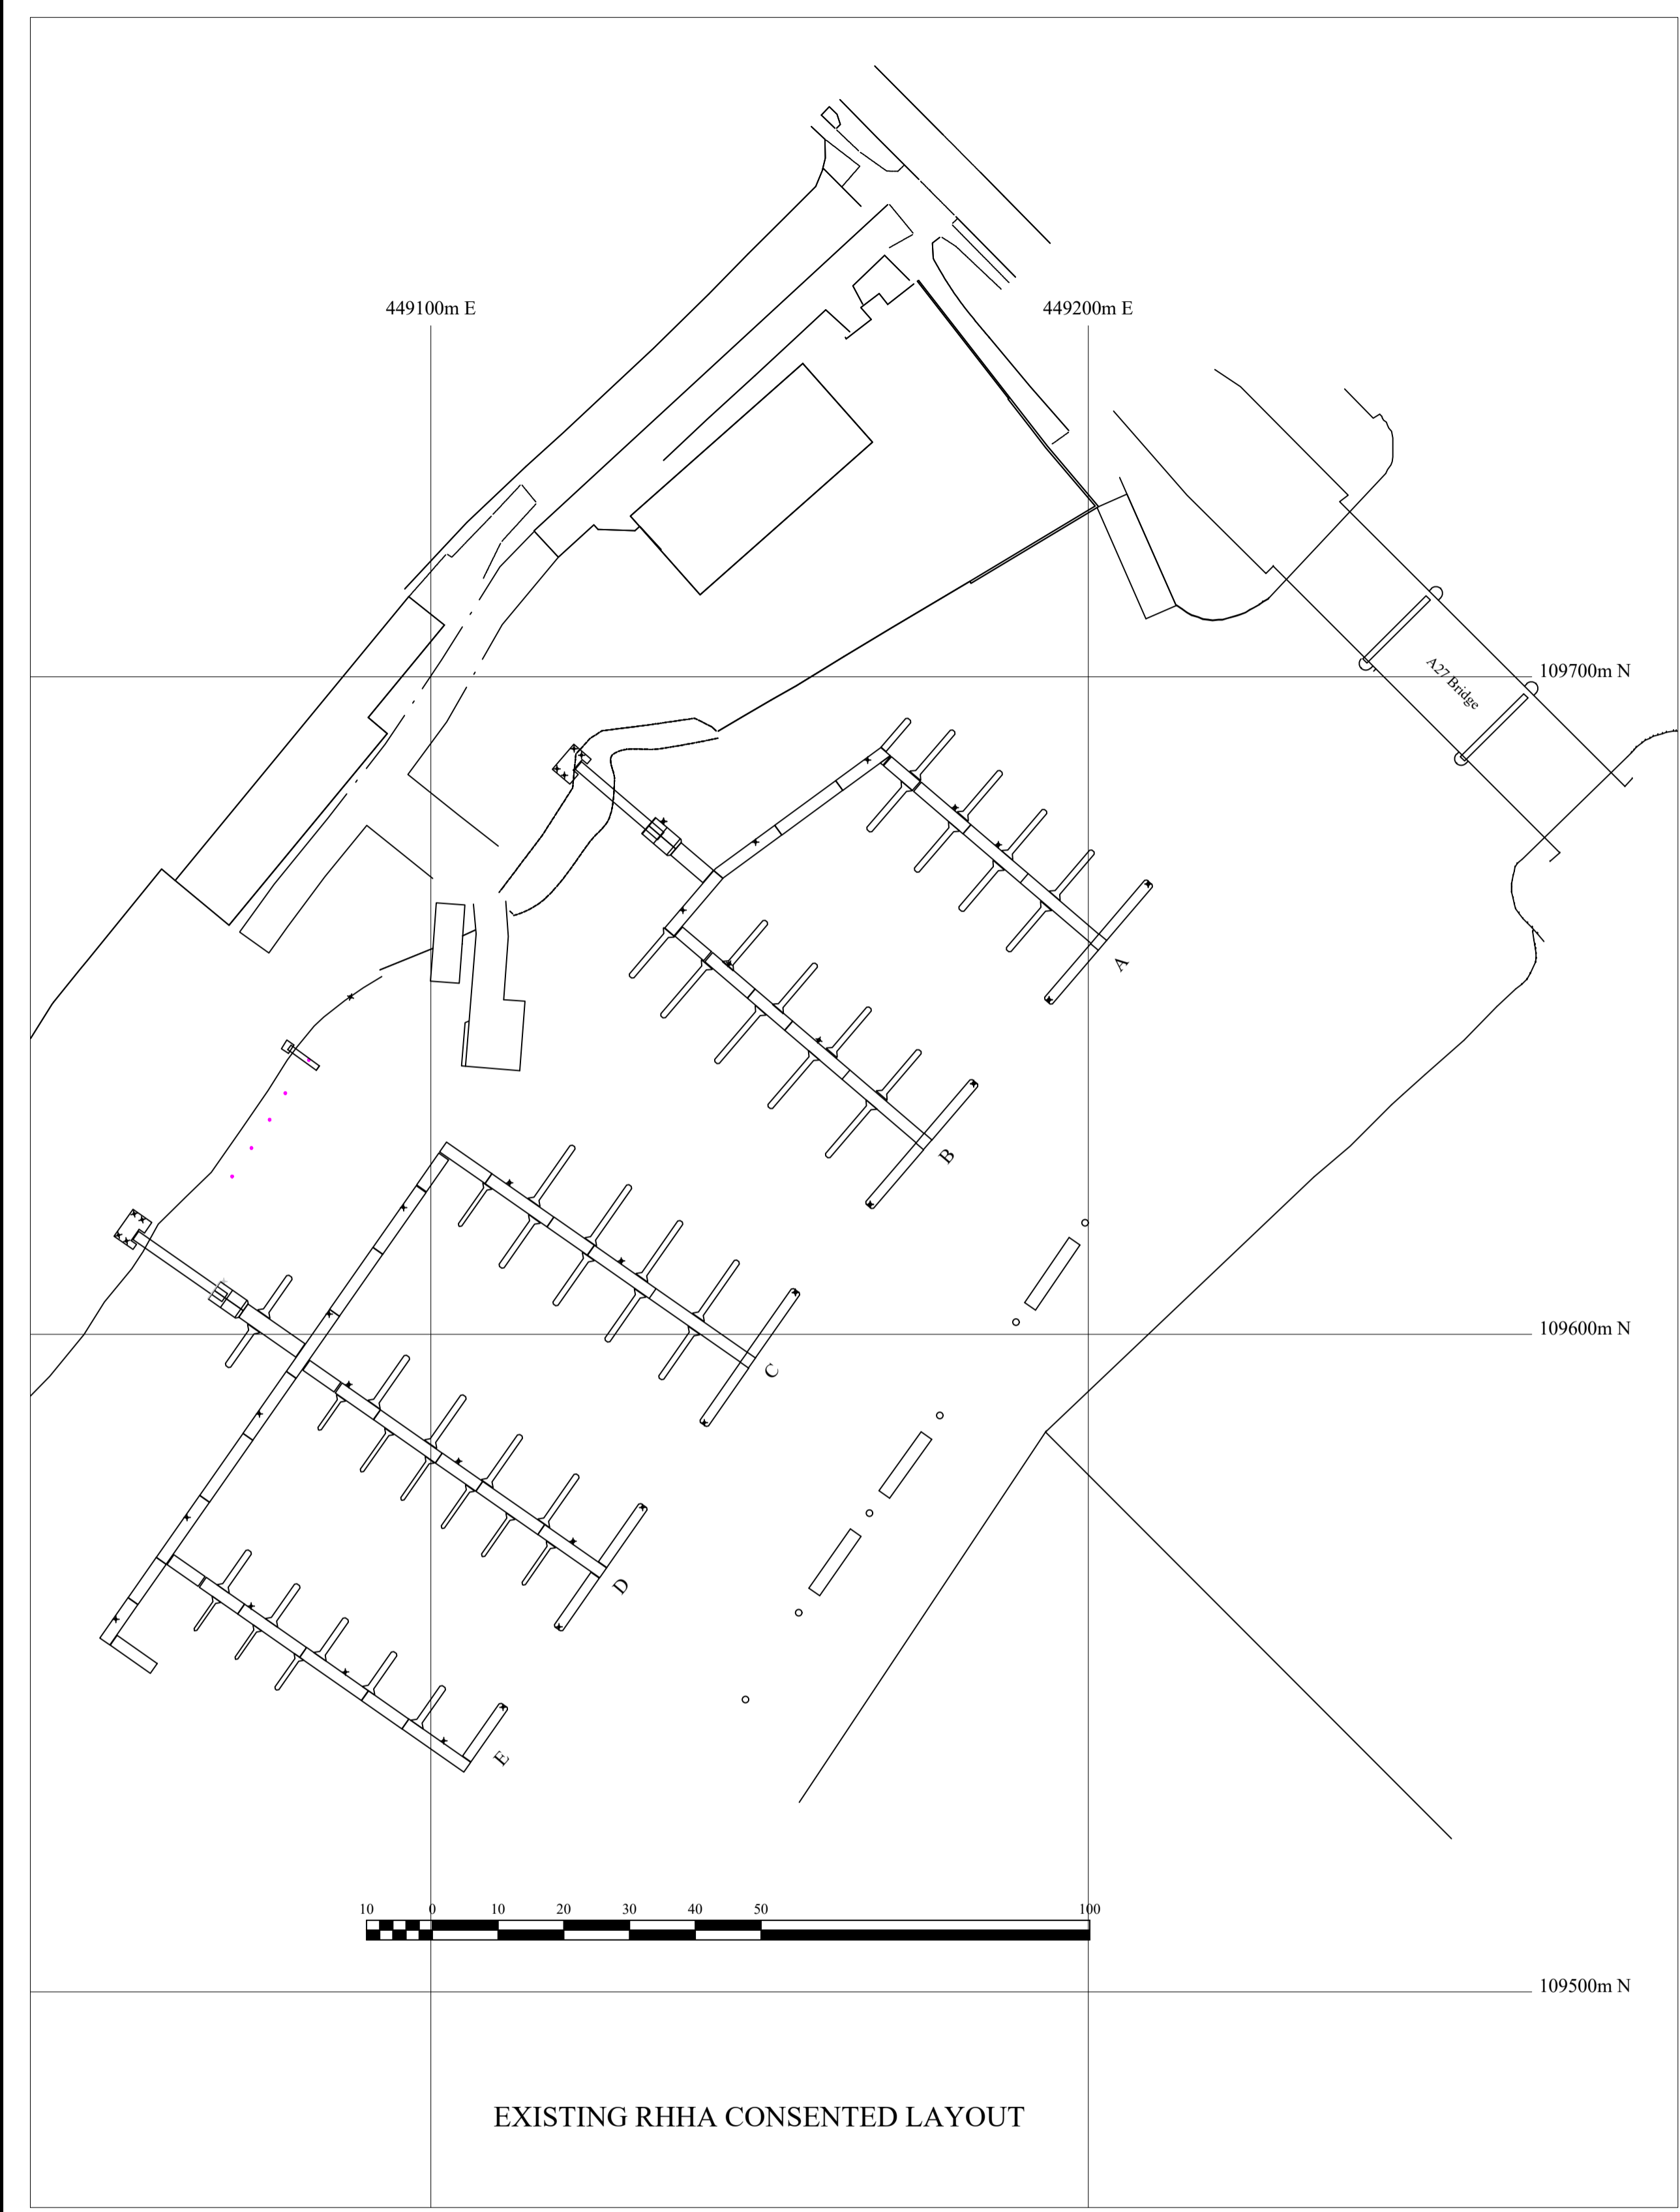 449100m E
449200m E
A27 Bridge
109700m N
A
B
109600m N
C
D
E
10 0 10 20 30 40 50 100
109500m N
EXISTING RHHA CONSENTED LAYOUT